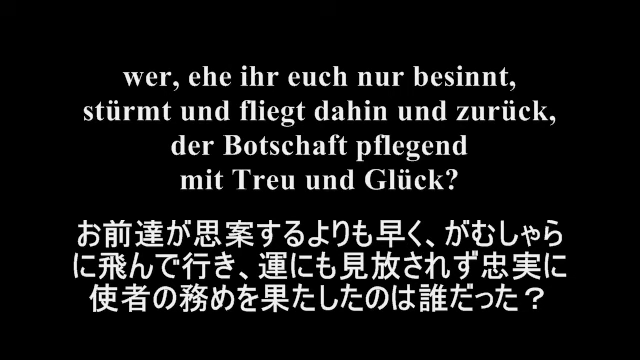 wer, ehe ihr euch nur besinnt,
stürmt und fliegt dahin und zurück,
der Botschaft pflegend
mit Treu und Glück?
お前達が思案するよりも早く、がむしゃら
に飛んで行き、運にも見放されず忠実に
使者の務めを果たしたのは誰だった？